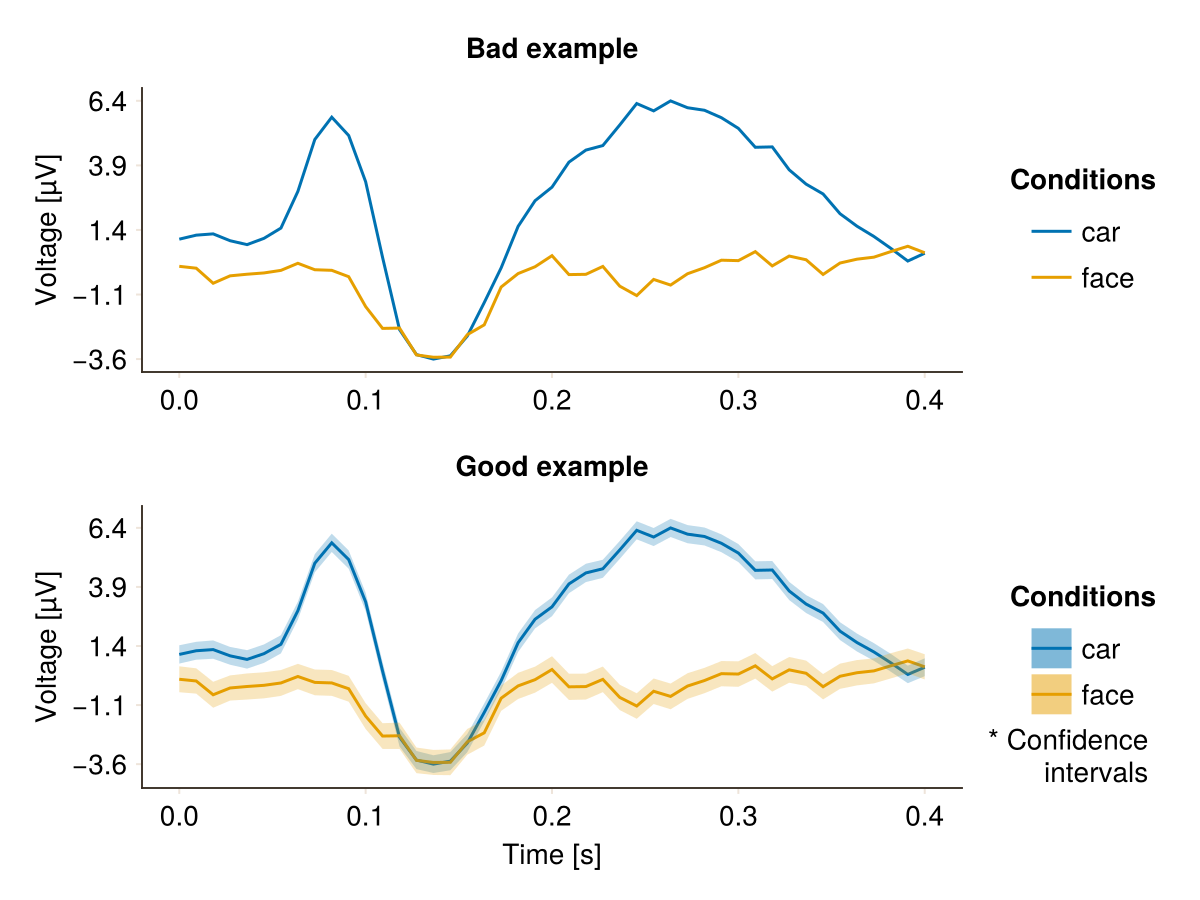 Bad example
Voltage [µV]
6.4
3.9
1.4
−1.1
−3.6
0.0 0.1 0.2 0.3 0.4
Conditions
car
face
Good example
Voltage [µV]
6.4
3.9
1.4
−1.1
−3.6
0.0 0.1 0.2 0.3 0.4
Time [s]
Conditions
car
face
* Confidence
intervals